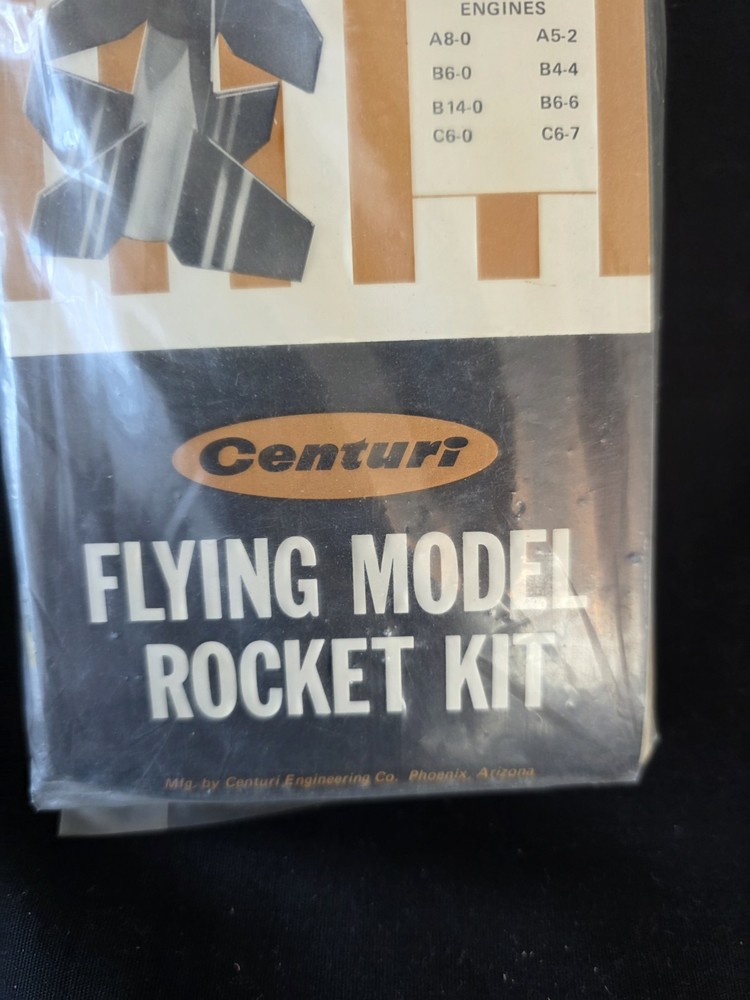 ENGINES
A8-0 A5-2
B6-0 B4-4
B14-0 B6-6
C6-0 C6-7
Centuri
FLYING MODEL
ROCKET KIT
Mfg. by Centuri Engineering Co. Phoenix, Arizona